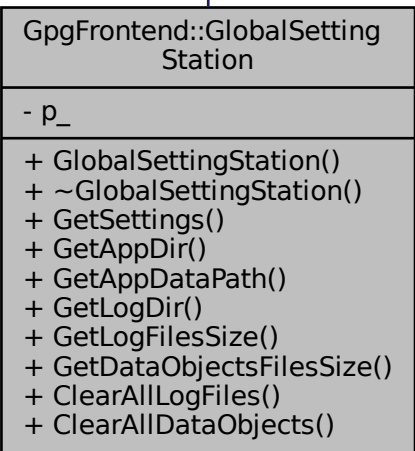 GpgFrontend::GlobalSetting
Station
- p_
+ GlobalSettingStation()
+ ~GlobalSettingStation()
+ GetSettings()
+ GetAppDir()
+ GetAppDataPath()
+ GetLogDir()
+ GetLogFilesSize()
+ GetDataObjectsFilesSize()
+ ClearAllLogFiles()
+ ClearAllDataObjects()